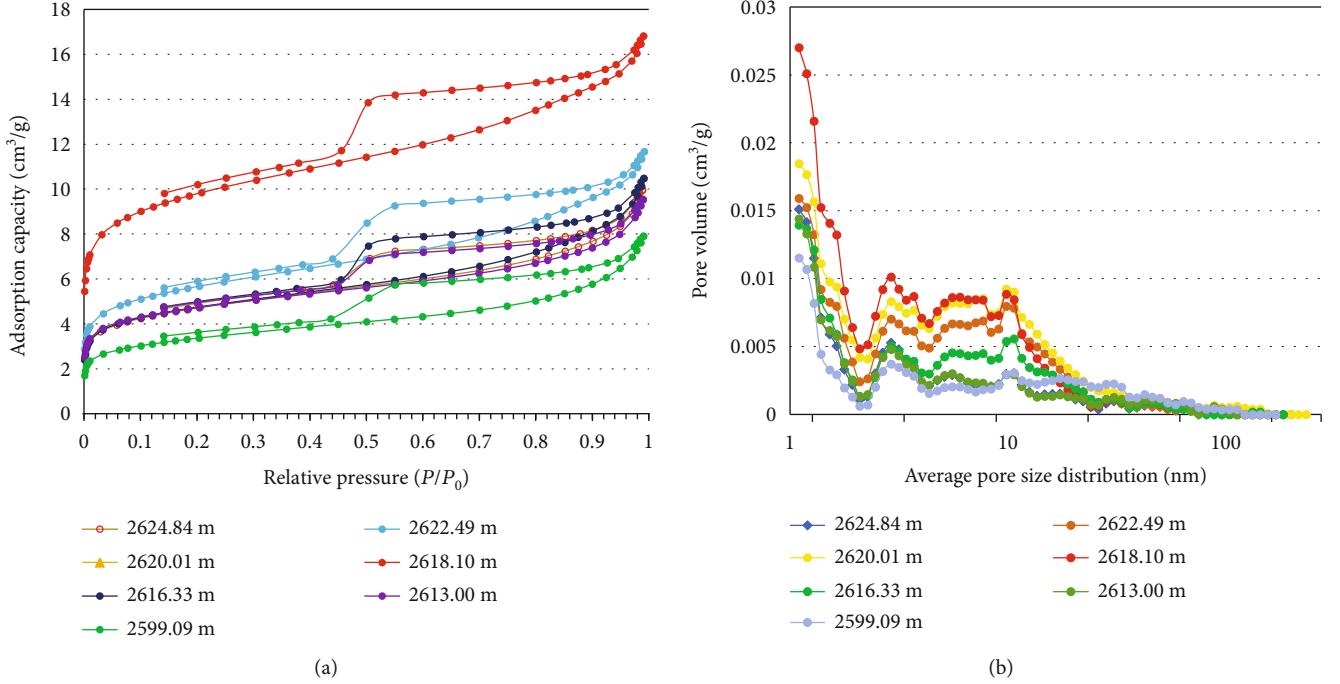 18
16
14
12
10
8
6
4
2
0
Adsorption capacity (cm³/g)
0 0.1 0.2 0.3 0.4 0.5 0.6 0.7 0.8 0.9 1
Relative pressure (P/P₀)
2624.84 m 2622.49 m
2620.01 m 2618.10 m
2616.33 m 2613.00 m
2599.09 m
(a)
0.03
0.025
0.02
0.015
0.01
0.005
0
Pore volume (cm³/g)
1 10 100
Average pore size distribution (nm)
2624.84 m 2622.49 m
2620.01 m 2618.10 m
2616.33 m 2613.00 m
2599.09 m
(b)